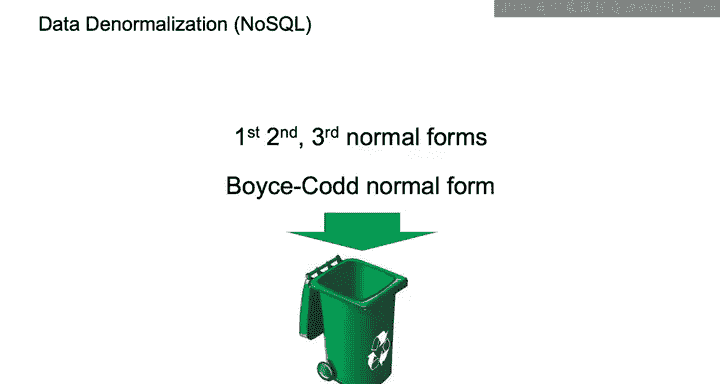 Data Denormalization (NoSQL)
1st 2nd, 3rd normal forms
Boyce-Codd normal form